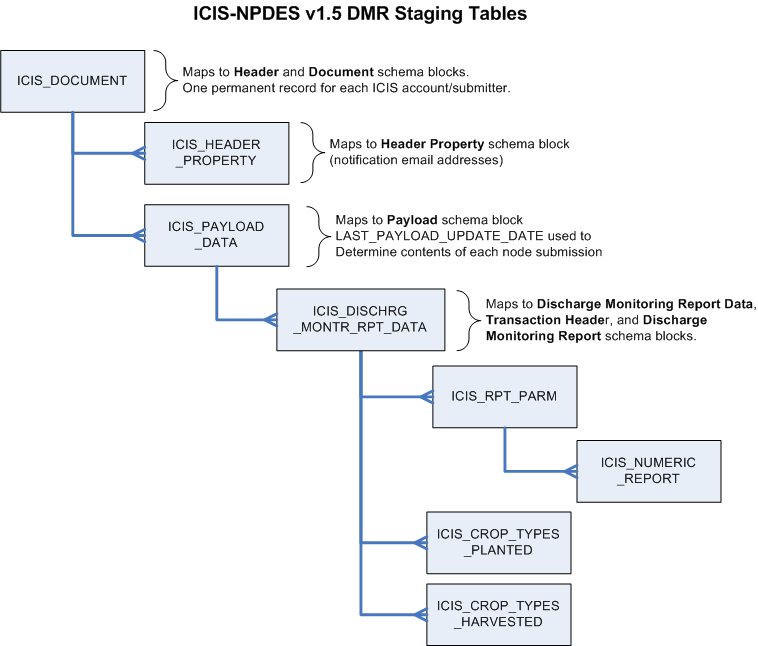 ICIS-NPDES v1.5 DMR Staging Tables
ICIS_DOCUMENT
Maps to Header and Document schema blocks.
One permanent record for each ICIS account/submitter.
ICIS_HEADER
_PROPERTY
Maps to Header Property schema block
(notification email addresses)
ICIS_PAYLOAD
_DATA
Maps to Payload schema block
LAST_PAYLOAD_UPDATE_DATE used to
Determine contents of each node submission
ICIS_DISCHRG
_MONTR_RPT_DATA
Maps to Discharge Monitoring Report Data,
Transaction Header, and Discharge
Monitoring Report schema blocks.
ICIS_RPT_PARM
ICIS_NUMERIC
_REPORT
ICIS_CROP_TYPES
_PLANTED
ICIS_CROP_TYPES
_HARVESTED